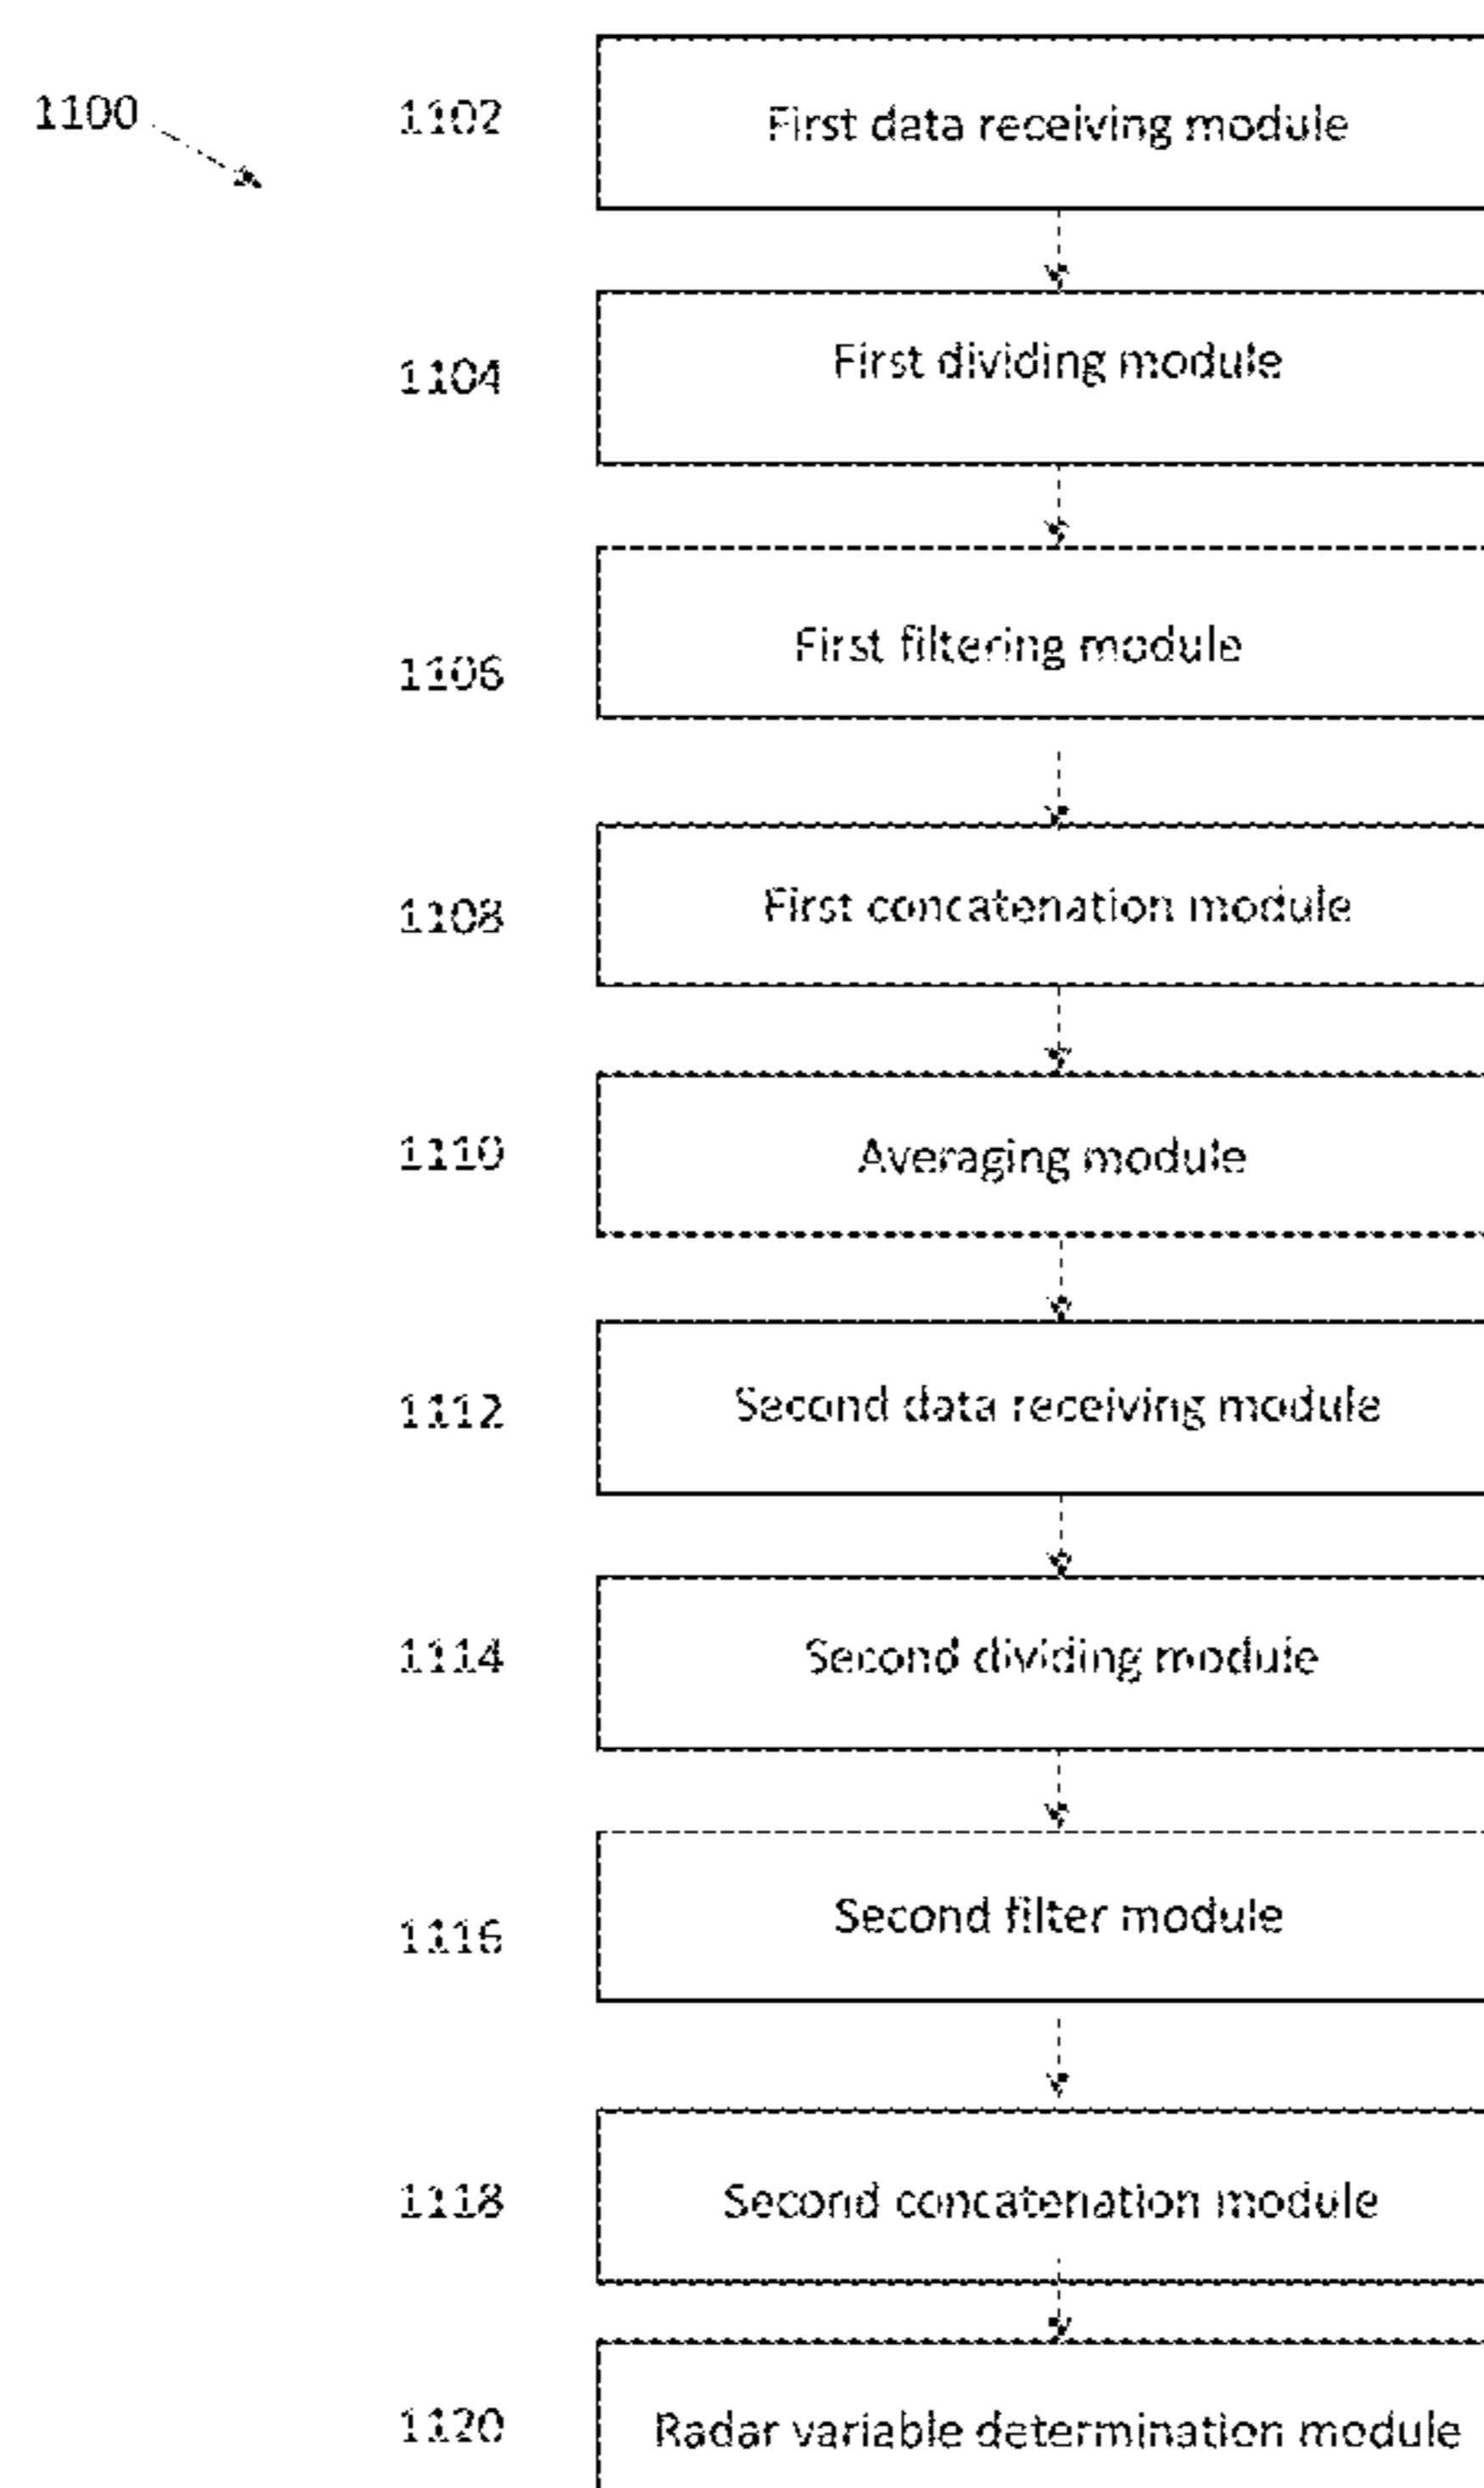 1100
1102 First data receiving module
1104 First dividing module
1106 First filtering module
1108 First concatenation module
1110 Averaging module
1112 Second data receiving module
1114 Second dividing module
1116 Second filter module
1118 Second concatenation module
1120 Radar variable determination module